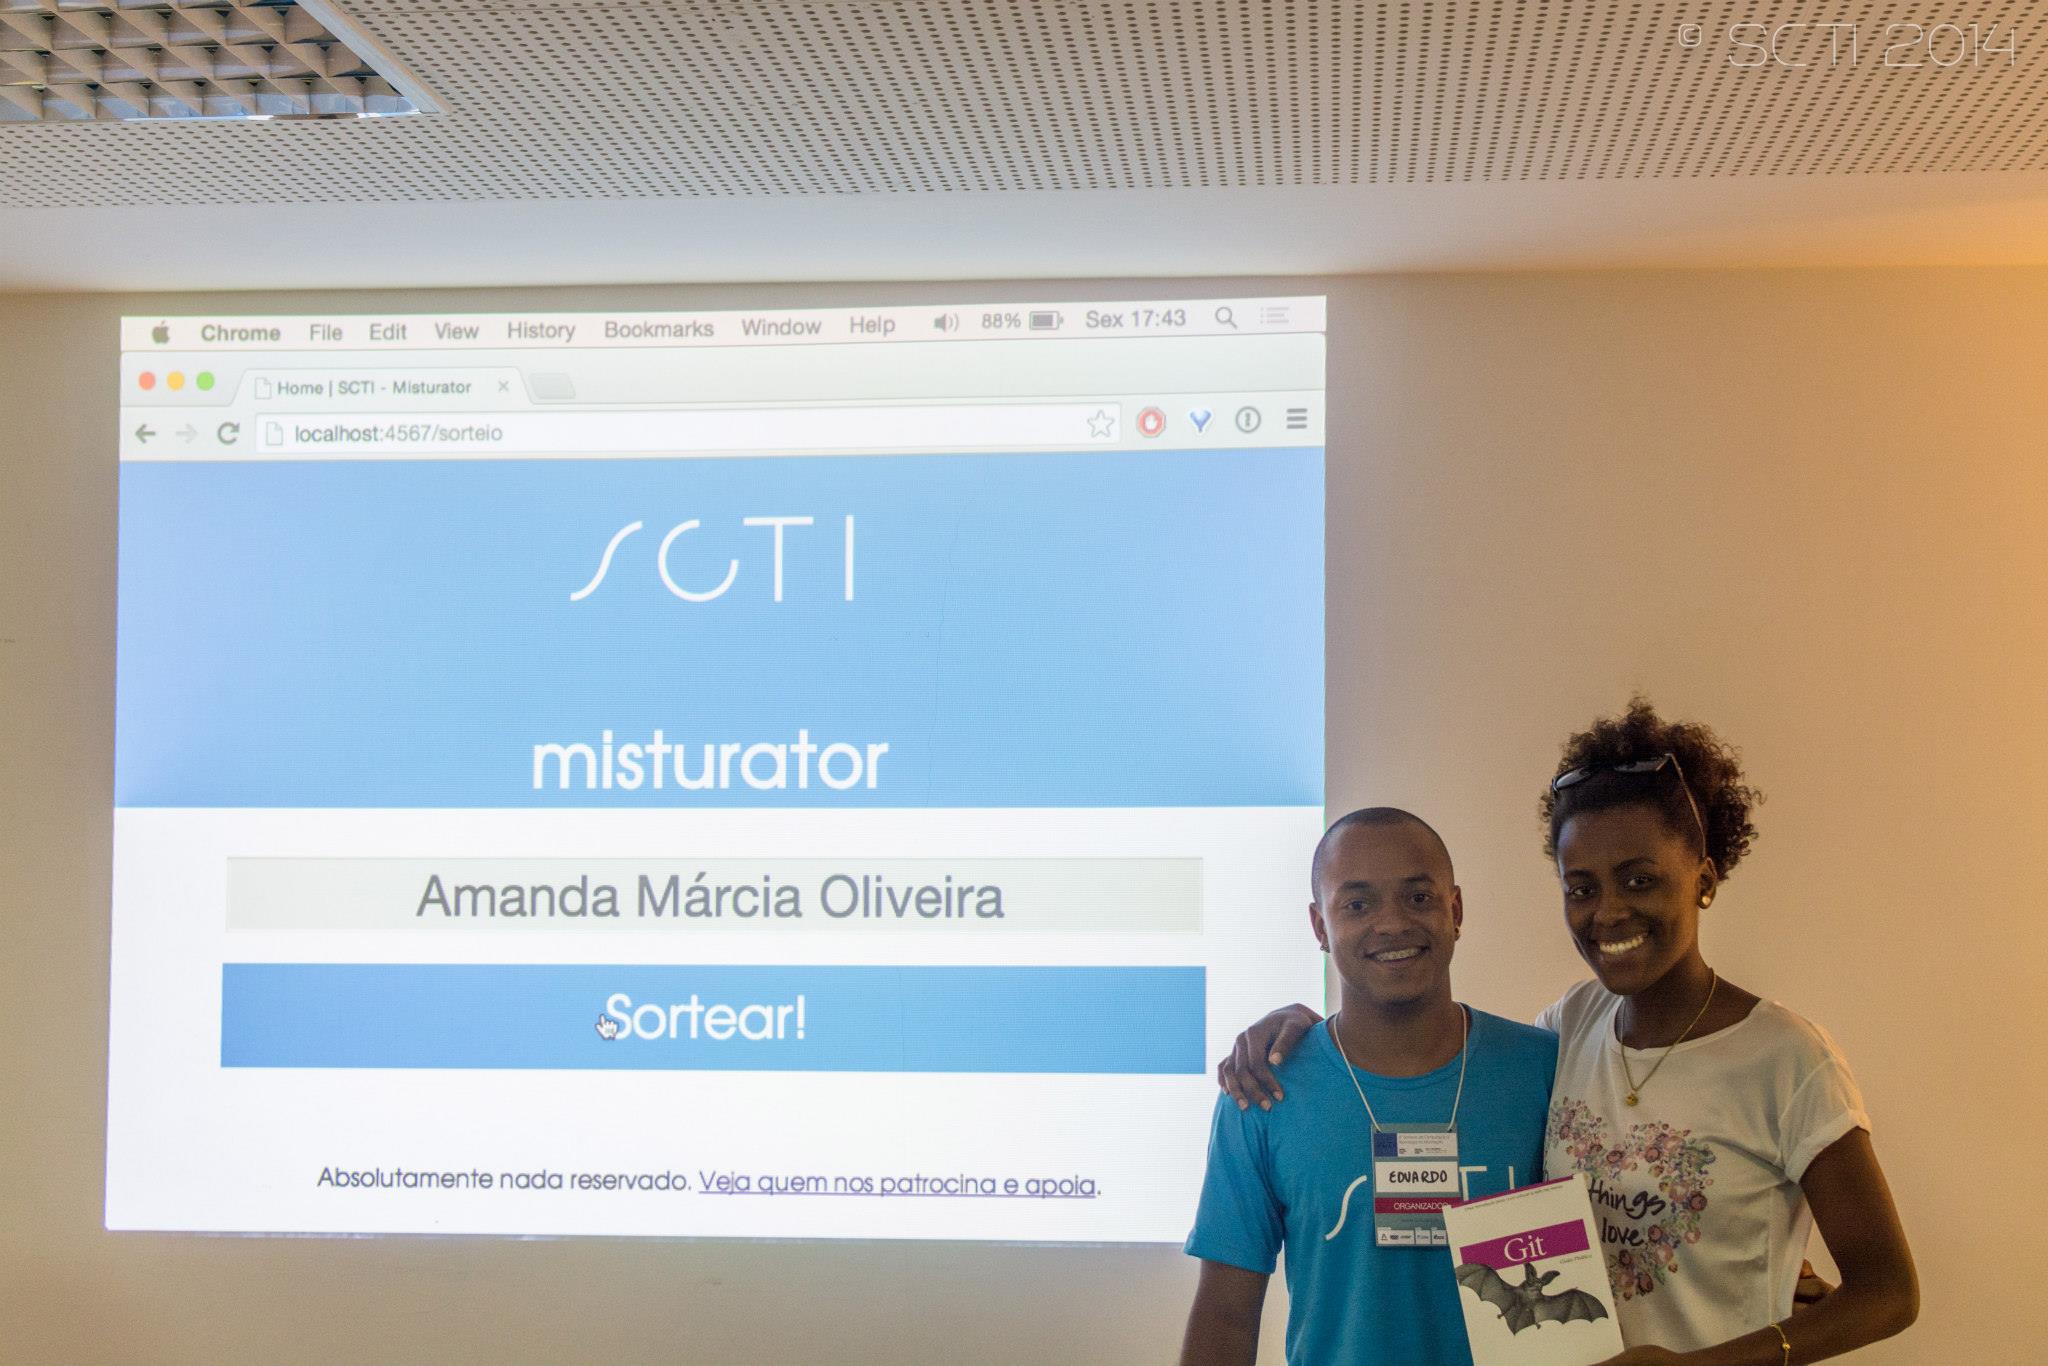 © SCTI 2014
Chrome File Edit View History Bookmarks Window Help 88% Sex 17:43
Home | SCTI - Misturator
localhost:4567/sorteio
SCTI
misturator
Amanda Márcia Oliveira
Sortear!
Absolutamente nada reservado. Veja quem nos patrocina e apoia.
EDUARDO
ORGANIZADOR
S TI
things
love
Git